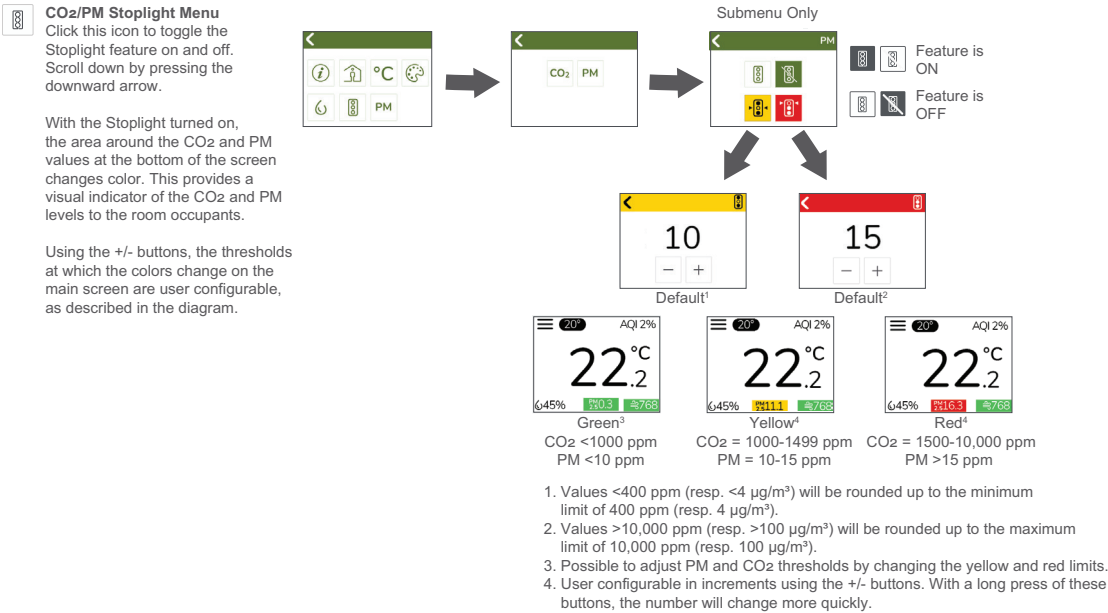 CO2/PM Stoplight Menu
Click this icon to toggle the
Stoplight feature on and off.
Scroll down by pressing the
downward arrow.
With the Stoplight turned on,
the area around the CO2 and PM
values at the bottom of the screen
changes color. This provides a
visual indicator of the CO2 and PM
levels to the room occupants.
Using the +/- buttons, the thresholds
at which the colors change on the
main screen are user configurable,
as described in the diagram.
Submenu Only
°C
PM
CO₂ PM
PM
Feature is
ON
Feature is
OFF
10
− +
Default¹
15
− +
Default²
20° AQI 2%
22.2 °C
45% PM2.5 0.3 768
Green³
CO2 <1000 ppm
PM <10 ppm
20° AQI 2%
22.2 °C
45% PM2.5 11.1 768
Yellow⁴
CO2 = 1000-1499 ppm
PM = 10-15 ppm
20° AQI 2%
22.2 °C
45% PM2.5 16.3 768
Red⁴
CO2 = 1500-10,000 ppm
PM >15 ppm
1. Values <400 ppm (resp. <4 µg/m³) will be rounded up to the minimum
limit of 400 ppm (resp. 4 µg/m³).
2. Values >10,000 ppm (resp. >100 µg/m³) will be rounded up to the maximum
limit of 10,000 ppm (resp. 100 µg/m³).
3. Possible to adjust PM and CO2 thresholds by changing the yellow and red limits.
4. User configurable in increments using the +/- buttons. With a long press of these
buttons, the number will change more quickly.